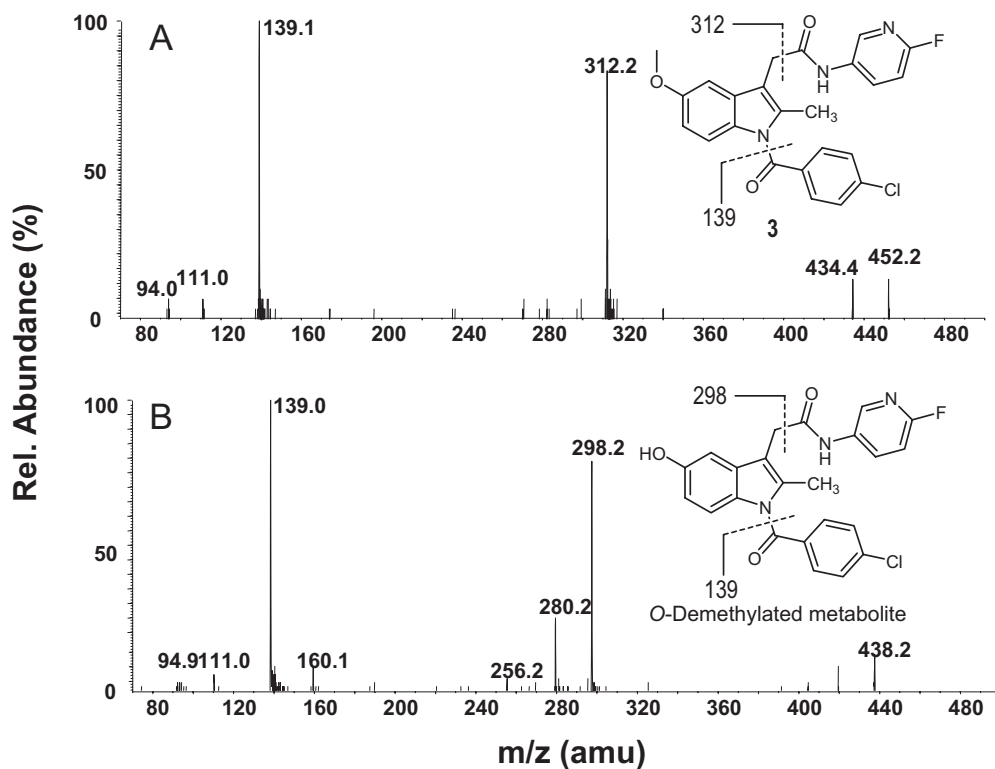 Rel. Abundance (%)
A
100
50
0
139.1
312.2
94.0
111.0
434.4
452.2
80 120 160 200 240 280 320 360 400 440 480
312
O
N
F
N
H
O
CH3
N
O
Cl
139
3
B
100
50
0
139.0
298.2
280.2
94.9
111.0
160.1
256.2
438.2
80 120 160 200 240 280 320 360 400 440 480
298
O
N
F
N
H
HO
CH3
N
O
Cl
139
O-Demethylated metabolite
m/z (amu)